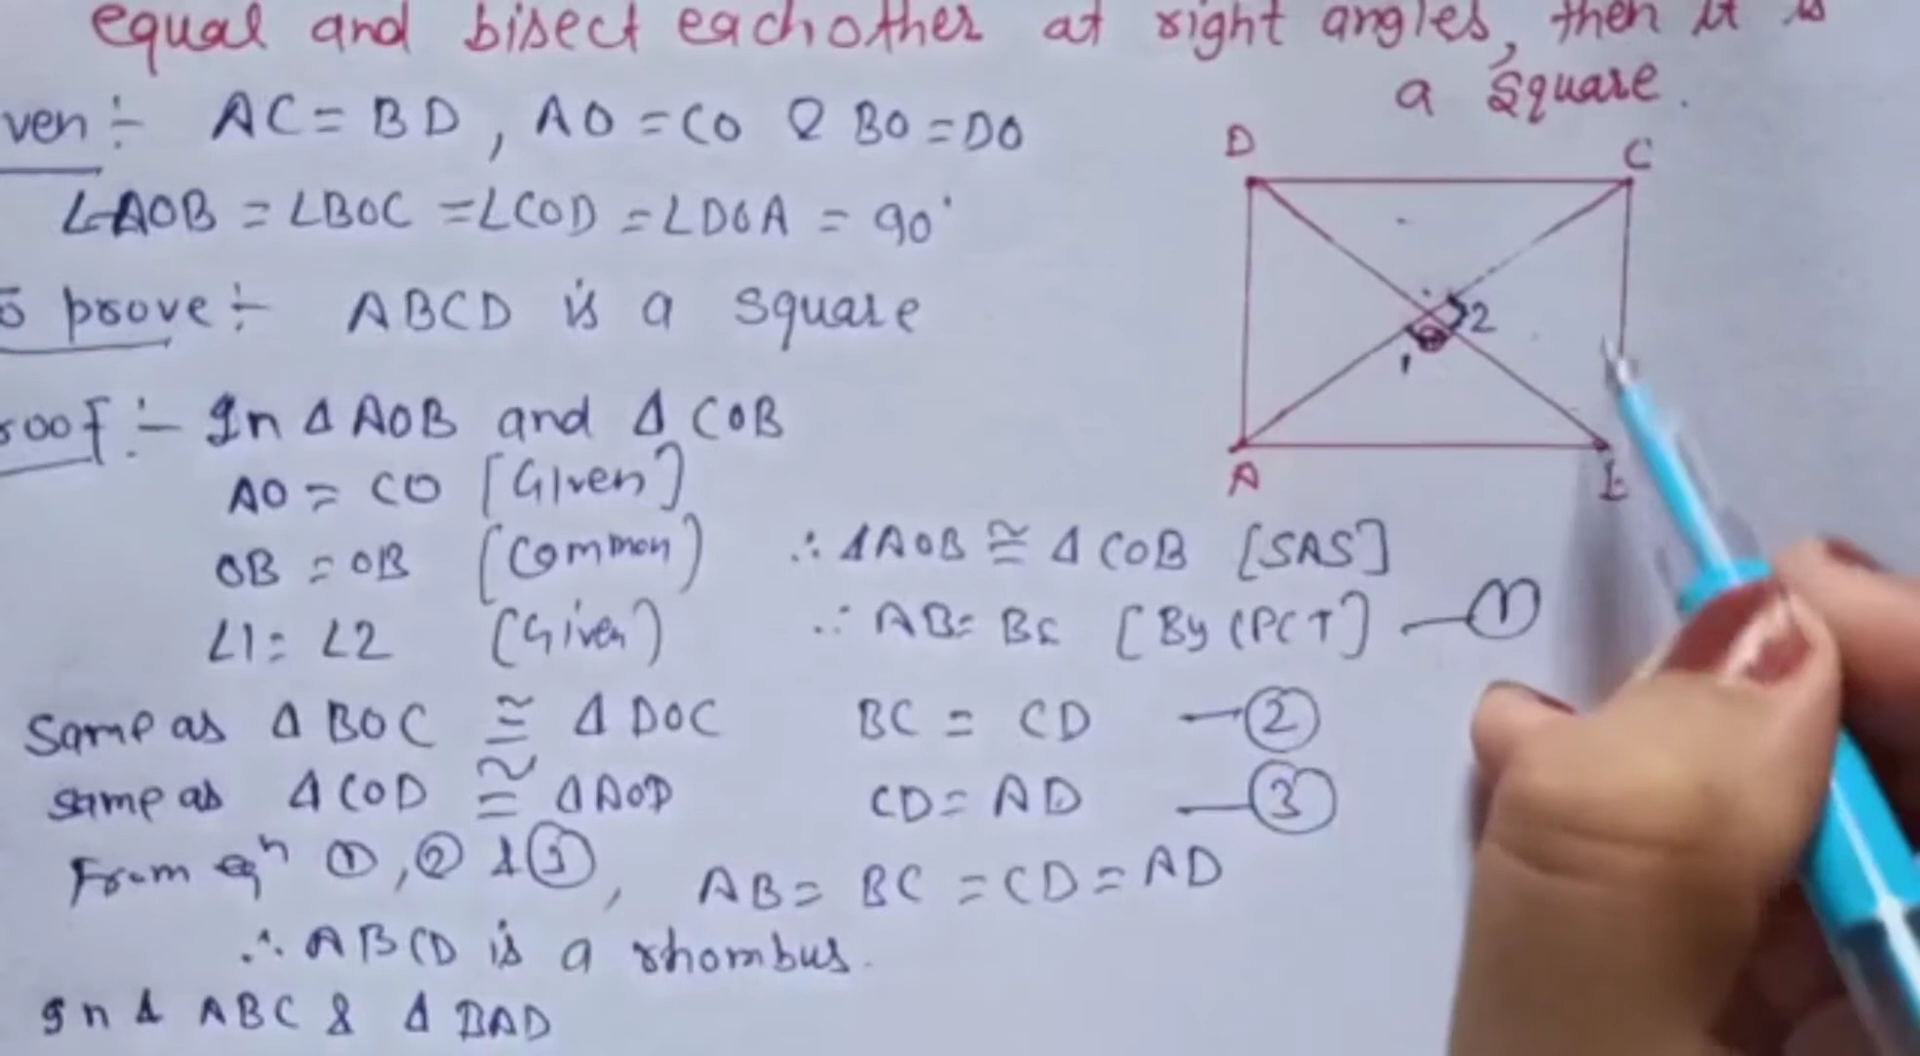 equal and bisect eachother at right angles, then it is
a square.
ven :- AC = BD, AO = CO & BO = DO
∠AOB = ∠BOC = ∠COD = ∠DOA = 90°
o prove :- ABCD is a square
roof :- In Δ AOB and Δ COB
AO = CO [Given]
OB = OB (Common)
∴ ΔAOB ≅ Δ COB [SAS]
∠1 = ∠2 (Given)
∴ AB = BC [By CPCT] — ①
Same as Δ BOC ≅ Δ DOC BC = CD — ②
Same as Δ COD ≅ Δ AOD CD = AD — ③
From eqn ①, ② & ③, AB = BC = CD = AD
∴ ABCD is a rhombus.
In Δ ABC & Δ BAD
D C
2
1
A